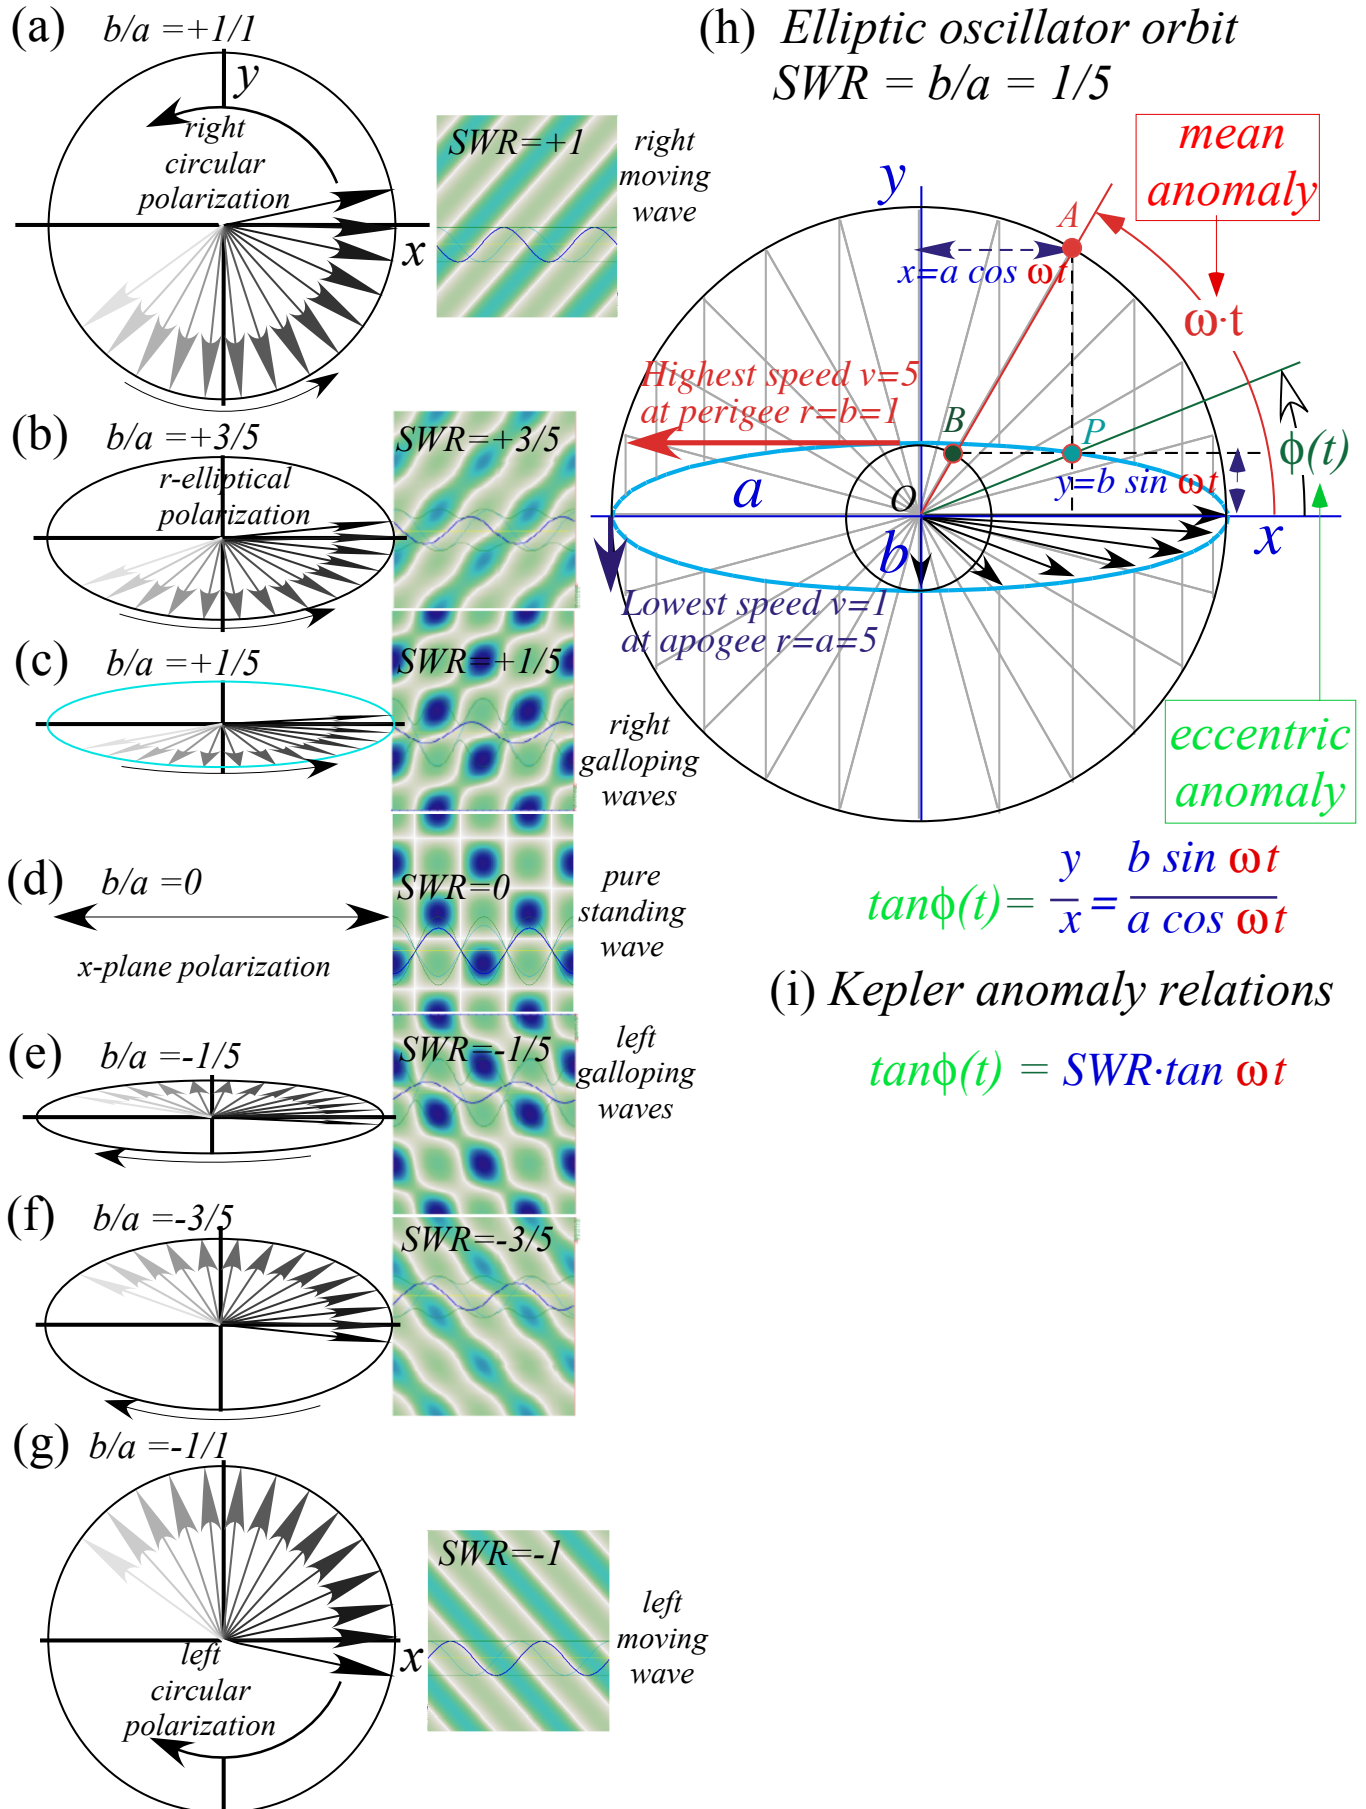 (a) b/a = +1/1
y
right
circular
polarization
x
SWR=+1
right
moving
wave
(b) b/a = +3/5
r-elliptical
polarization
SWR=+3/5
(c) b/a = +1/5
SWR=+1/5
right
galloping
waves
(d) b/a =0
x-plane polarization
SWR=0
pure
standing
wave
(e) b/a =-1/5
SWR=-1/5
left
galloping
waves
(f) b/a =-3/5
SWR=-3/5
(g) b/a =-1/1
x
left
circular
polarization
SWR=-1
left
moving
wave
(h) Elliptic oscillator orbit
SWR = b/a = 1/5
mean
anomaly
y
A
x=a cos ωt
ω·t
Highest speed v=5
at perigee r=b=1
B
P
ϕ(t)
a
O
y=b sin ωt
x
b
Lowest speed v=1
at apogee r=a=5
eccentric
anomaly
tanϕ(t)= y/x = b sin ωt / a cos ωt
(i) Kepler anomaly relations
tanϕ(t) = SWR·tan ωt